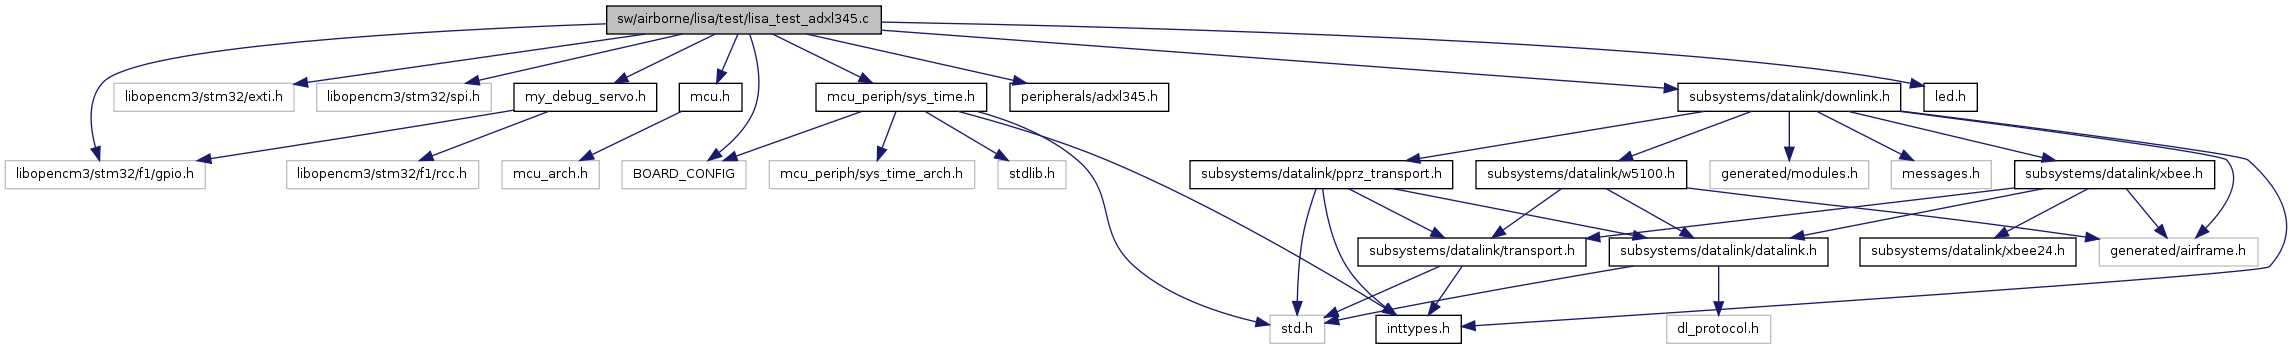 sw/airborne/lisa/test/lisa_test_adxl345.c
libopencm3/stm32/exti.h
libopencm3/stm32/spi.h
my_debug_servo.h
mcu.h
mcu_periph/sys_time.h
peripherals/adxl345.h
subsystems/datalink/downlink.h
led.h
libopencm3/stm32/f1/gpio.h
libopencm3/stm32/f1/rcc.h
mcu_arch.h
BOARD_CONFIG
mcu_periph/sys_time_arch.h
stdlib.h
subsystems/datalink/pprz_transport.h
subsystems/datalink/w5100.h
generated/modules.h
messages.h
subsystems/datalink/xbee.h
subsystems/datalink/transport.h
subsystems/datalink/datalink.h
subsystems/datalink/xbee24.h
generated/airframe.h
std.h
inttypes.h
dl_protocol.h